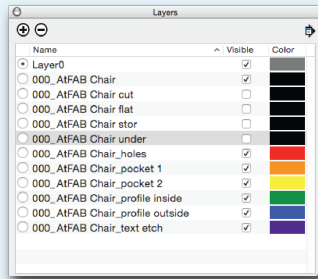 Layers
Name Visible Color
Layer0
000_AtFAB Chair
000_AtFAB Chair cut
000_AtFAB Chair flat
000_AtFAB Chair stor
000_AtFAB Chair under
000_AtFAB Chair_holes
000_AtFAB Chair_pocket 1
000_AtFAB Chair_pocket 2
000_AtFAB Chair_profile inside
000_AtFAB Chair_profile outside
000_AtFAB Chair_text etch